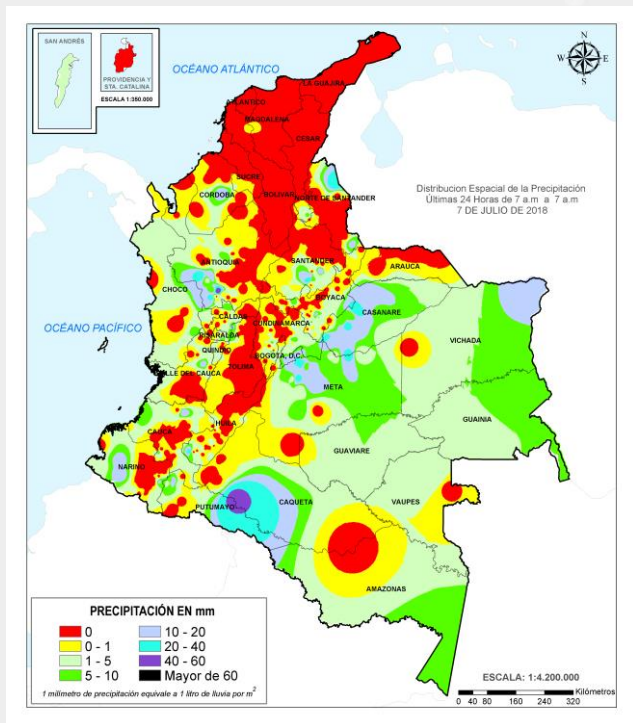 SAN ANDRÉS
PROVIDENCIA Y
STA. CATALINA
ESCALA 1:350.000
OCÉANO ATLÁNTICO
N
W E
S
LA GUAJIRA
ATLANTICO
MAGDALENA
CESAR
SUCRE
CORDOBA
BOLIVAR
NORTE DE SANTANDER
Distribucion Espacial de la Precipitación
Últimas 24 Horas de 7 a.m a 7 a.m
7 DE JULIO DE 2018
ANTIOQUIA
SANTANDER
ARAUCA
CHOCO
BOYACA
CASANARE
OCÉANO PACÍFICO
CALDAS
CUNDINAMARCA
RISARALDA
VICHADA
QUINDIO
BOGOTA, D.C.
VALLE DEL CAUCA
TOLIMA
META
GUAINIA
CAUCA
HUILA
GUAVIARE
NARIÑO
PUTUMAYO
CAQUETA
VAUPES
AMAZONAS
PRECIPITACIÓN EN mm
0 10 - 20
0 - 1 20 - 40
1 - 5 40 - 60
5 - 10 Mayor de 60
1 milímetro de precipitación equivale a 1 litro de lluvia por m²
ESCALA: 1:4.200.000
Kilómetros
0 40 80 160 240 320